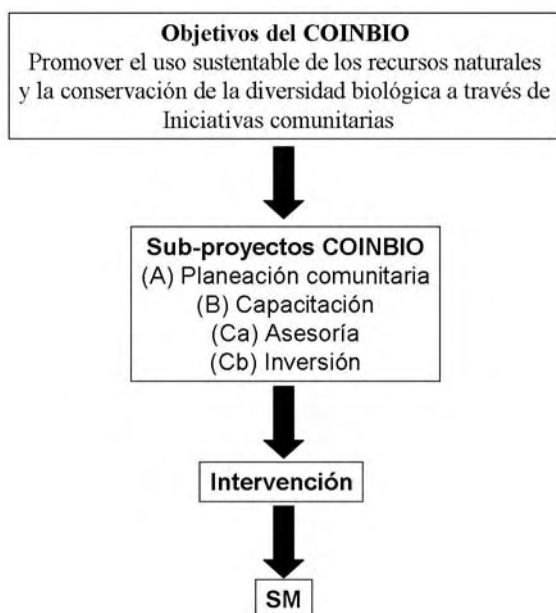 Objetivos del COINBIO
Promover el uso sustentable de los recursos naturales
y la conservación de la diversidad biológica a través de
Iniciativas comunitarias
Sub-proyectos COINBIO
(A) Planeación comunitaria
(B) Capacitación
(Ca) Asesoría
(Cb) Inversión
Intervención
SM